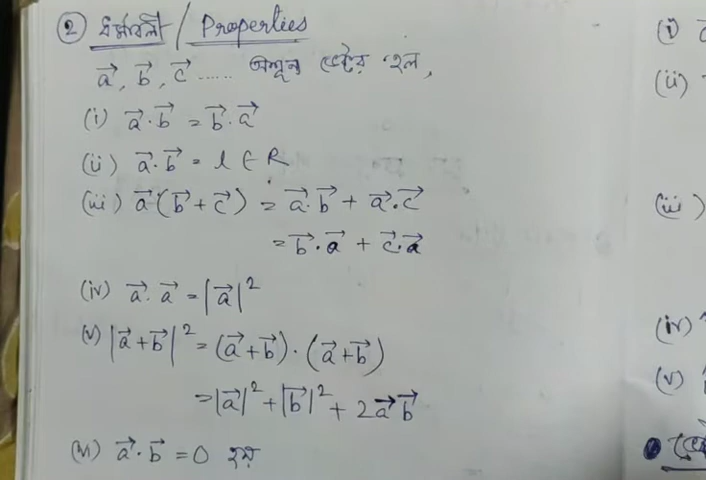 ② ধর্মাবলী / Properties
a⃗, b⃗, c⃗ ..... অশূন্য ভেক্টর হল,
(i) a⃗·b⃗ = b⃗·a⃗
(ii) a⃗·b⃗ = l ∈ R
(iii) a⃗·(b⃗ + c⃗) = a⃗·b⃗ + a⃗·c⃗
= b⃗·a⃗ + c⃗·a⃗
(iv) a⃗·a⃗ = |a⃗|²
(v) |a⃗+b⃗|² = (a⃗+b⃗)·(a⃗+b⃗)
= |a⃗|² + |b⃗|² + 2a⃗b⃗
(vi) a⃗·b⃗ = 0 হয়
(i) c
(ii)
(iii)
(iv)
(v)